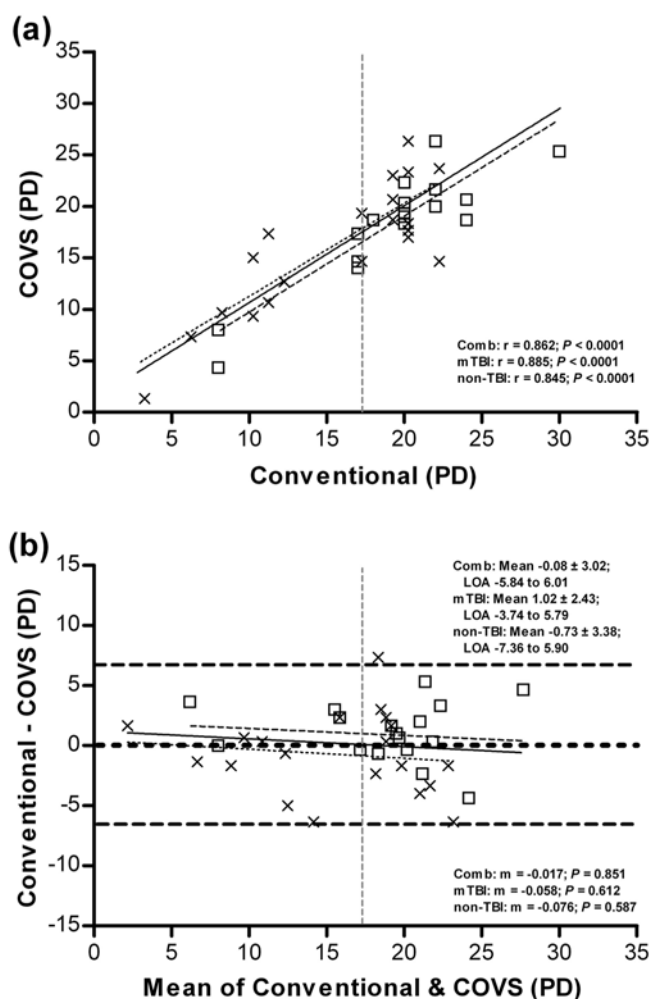 (a)
35
30
25
20
15
10
5
0
COVS (PD)
Comb: r = 0.862; P < 0.0001
mTBI: r = 0.885; P < 0.0001
non-TBI: r = 0.845; P < 0.0001
0 5 10 15 20 25 30 35
Conventional (PD)
(b)
15
10
5
0
-5
-10
-15
Conventional - COVS (PD)
Comb: Mean -0.08 ± 3.02;
LOA -5.84 to 6.01
mTBI: Mean 1.02 ± 2.43;
LOA -3.74 to 5.79
non-TBI: Mean -0.73 ± 3.38;
LOA -7.36 to 5.90
Comb: m = -0.017; P = 0.851
mTBI: m = -0.058; P = 0.612
non-TBI: m = -0.076; P = 0.587
0 5 10 15 20 25 30 35
Mean of Conventional & COVS (PD)